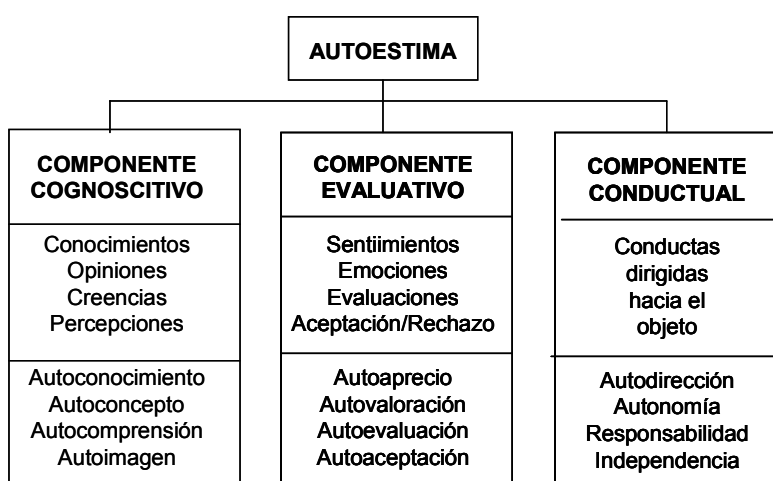 AUTOESTIMA
COMPONENTE
COGNOSCITIVO
Conocimientos
Opiniones
Creencias
Percepciones
Autoconocimiento
Autoconcepto
Autocomprensión
Autoimagen
COMPONENTE
EVALUATIVO
Sentiimientos
Emociones
Evaluaciones
Aceptación/Rechazo
Autoaprecio
Autovaloración
Autoevaluación
Autoaceptación
COMPONENTE
CONDUCTUAL
Conductas
dirigidas
hacia el
objeto
Autodirección
Autonomía
Responsabilidad
Independencia